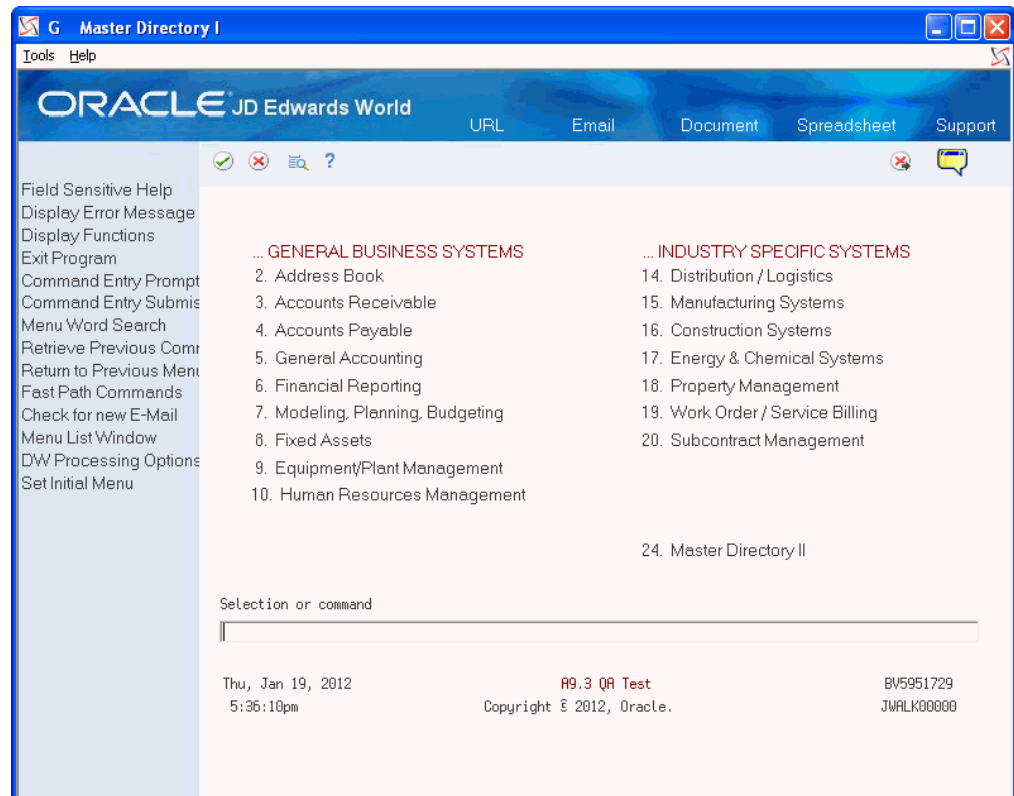 G Master Directory I
Tools Help
ORACLE JD Edwards World
URL Email Document Spreadsheet Support
?
Field Sensitive Help
Display Error Message
Display Functions
Exit Program
Command Entry Prompt
Command Entry Submis
Menu Word Search
Retrieve Previous Com
Return to Previous Menu
Fast Path Commands
Check for new E-Mail
Menu List Window
DW Processing Options
Set Initial Menu
... GENERAL BUSINESS SYSTEMS
2. Address Book
3. Accounts Receivable
4. Accounts Payable
5. General Accounting
6. Financial Reporting
7. Modeling, Planning, Budgeting
8. Fixed Assets
9. Equipment/Plant Management
10. Human Resources Management
... INDUSTRY SPECIFIC SYSTEMS
14. Distribution / Logistics
15. Manufacturing Systems
16. Construction Systems
17. Energy & Chemical Systems
18. Property Management
19. Work Order / Service Billing
20. Subcontract Management
24. Master Directory II
Selection or command
Thu, Jan 19, 2012 A9.3 QA Test BV5951729
5:36:10pm Copyright © 2012, Oracle. JWALK00000